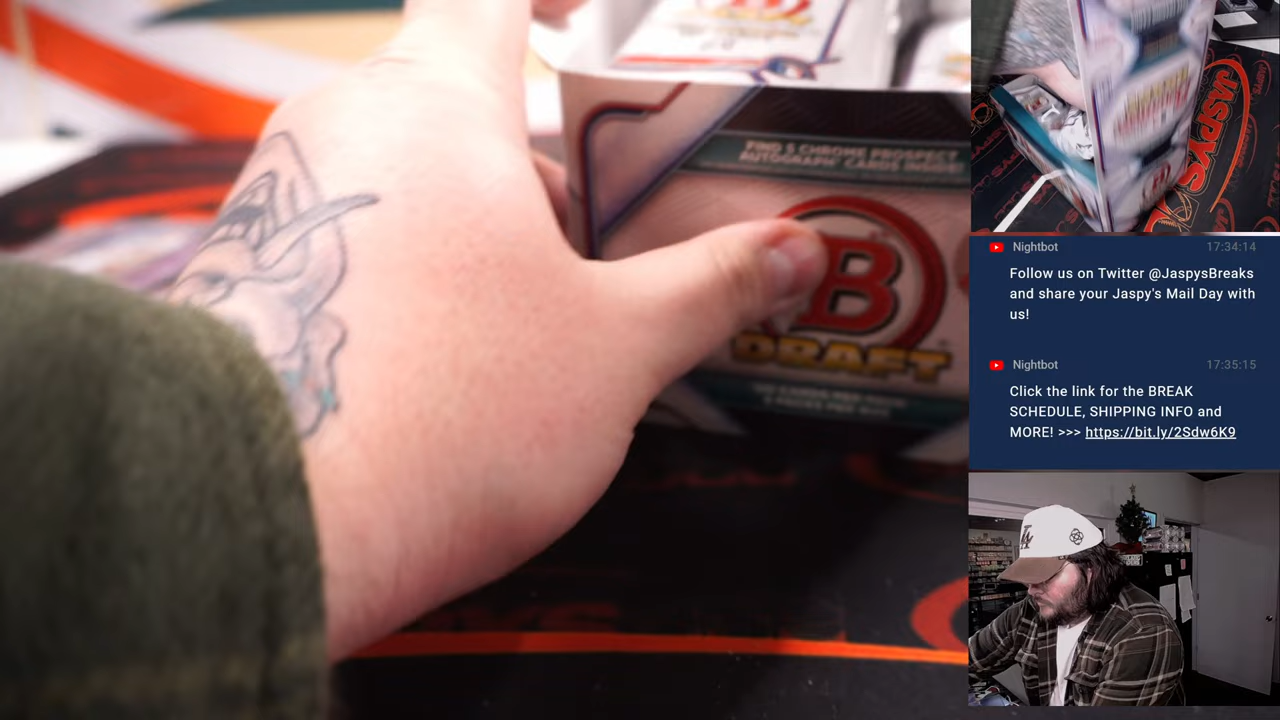 FIND 5 CHROME PROSPECT
AUTOGRAPH CARDS INSIDE!
B
DRAFT
JASPYS
Nightbot 17:34:14
Follow us on Twitter @JaspysBreaks
and share your Jaspy's Mail Day with
us!
Nightbot 17:35:15
Click the link for the BREAK
SCHEDULE, SHIPPING INFO and
MORE! >>> https://bit.ly/2Sdw6K9
LA